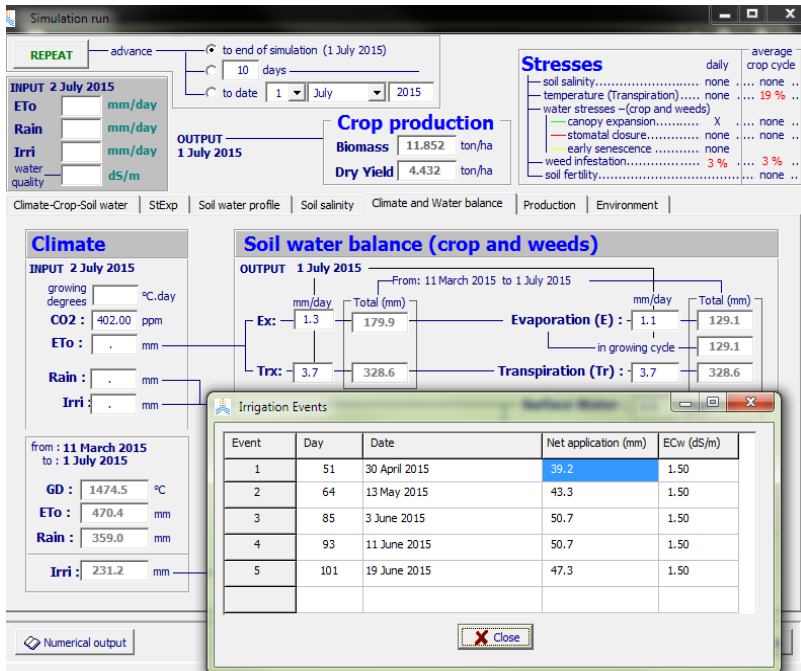 Simulation run
REPEAT
advance
to end of simulation (1 July 2015)
10 days
to date 1 July 2015
INPUT 2 July 2015
ETo mm/day
Rain mm/day
Irri mm/day
water quality dS/m
OUTPUT
1 July 2015
Crop production
Biomass 11.852 ton/ha
Dry Yield 4.432 ton/ha
Stresses
daily
average
crop cycle
soil salinity............................ none .... none
temperature (Transpiration)..... none .... 19 %
water stresses –(crop and weeds)
canopy expansion........... X .... none
stomatal closure............. none .... none
early senescence ........... none
weed infestation..................... 3 % .... 3 %
soil fertility.................................. none
Climate-Crop-Soil water
StExp
Soil water profile
Soil salinity
Climate and Water balance
Production
Environment
Climate
INPUT 2 July 2015
growing
degrees °C.day
CO2 : 402.00 ppm
ETo : . mm
Rain : . mm
Irri : . mm
from : 11 March 2015
to : 1 July 2015
GD : 1474.5 °C
ETo : 470.4 mm
Rain : 359.0 mm
Irri : 231.2 mm
Soil water balance (crop and weeds)
OUTPUT 1 July 2015
From: 11 March 2015 to 1 July 2015
mm/day Total (mm) mm/day Total (mm)
Ex: 1.3 179.9 Evaporation (E) : 1.1 129.1
in growing cycle 129.1
Trx: 3.7 328.6 Transpiration (Tr) : 3.7 328.6
Irrigation Events
Event Day Date Net application (mm) ECw (dS/m)
1 51 30 April 2015 39.2 1.50
2 64 13 May 2015 43.3 1.50
3 85 3 June 2015 50.7 1.50
4 93 11 June 2015 50.7 1.50
5 101 19 June 2015 47.3 1.50
Close
Numerical output